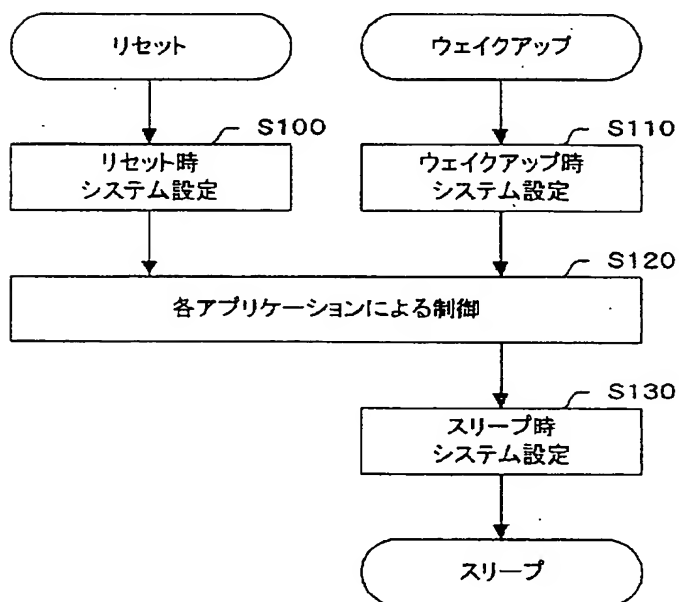 リセット
ウェイクアップ
S100
S110
リセット時
システム設定
ウェイクアップ時
システム設定
S120
各アプリケーションによる制御
S130
スリープ時
システム設定
スリープ